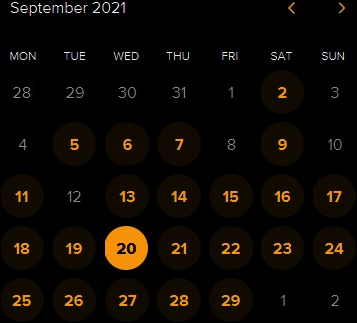 September 2021
MON TUE WED THU FRI SAT SUN
28 29 30 31 1 2 3
4 5 6 7 8 9 10
11 12 13 14 15 16 17
18 19 20 21 22 23 24
25 26 27 28 29 1 2